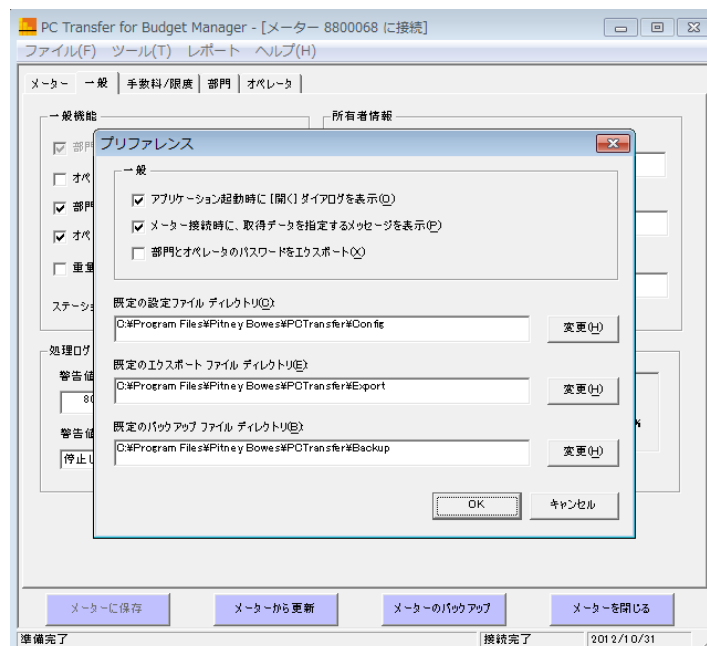 PC Transfer for Budget Manager - [メーター 8800068 に接続]
ファイル(F) ツール(T) レポート ヘルプ(H)
メーター 一般 手数料/限度 部門 オペレータ
一般機能
所有者情報
部門
オペ
部門
オペ
重量
ステーショ
処理ログ
警告値
80
警告値
停止し
%
プリファレンス
一般
アプリケーション起動時に [開く] ダイアログを表示(O)
メーター接続時に、取得データを指定するメッセージを表示(P)
部門とオペレータのパスワードをエクスポート(X)
既定の設定ファイル ディレクトリ(C):
C:¥Program Files¥Pitney Bowes¥PCTransfer¥Config
変更(H)
既定のエクスポート ファイル ディレクトリ(E):
C:¥Program Files¥Pitney Bowes¥PCTransfer¥Export
変更(H)
既定のバックアップ ファイル ディレクトリ(B):
C:¥Program Files¥Pitney Bowes¥PCTransfer¥Backup
変更(H)
OK キャンセル
メーターに保存 メーターから更新 メーターのバックアップ メーターを閉じる
準備完了 接続完了 2012/10/31